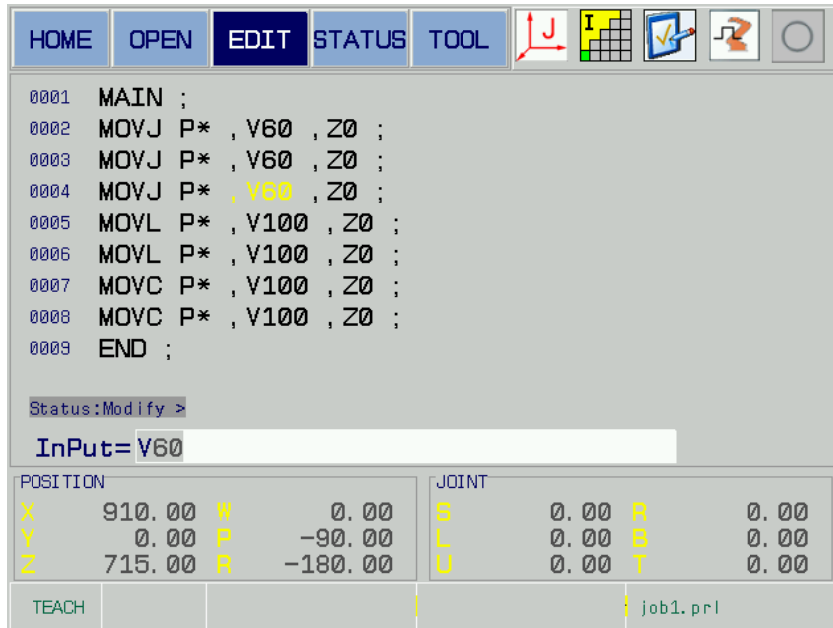 HOME OPEN EDIT STATUS TOOL J I
0001 MAIN ;
0002 MOVJ P* , V60 , Z0 ;
0003 MOVJ P* , V60 , Z0 ;
0004 MOVJ P* , V60 , Z0 ;
0005 MOVL P* , V100 , Z0 ;
0006 MOVL P* , V100 , Z0 ;
0007 MOVC P* , V100 , Z0 ;
0008 MOVC P* , V100 , Z0 ;
0009 END ;
Status:Modify >
InPut= V60
POSITION JOINT
X 910.00 W 0.00 S 0.00 R 0.00
Y 0.00 P -90.00 L 0.00 B 0.00
Z 715.00 R -180.00 U 0.00 T 0.00
TEACH job1.prl